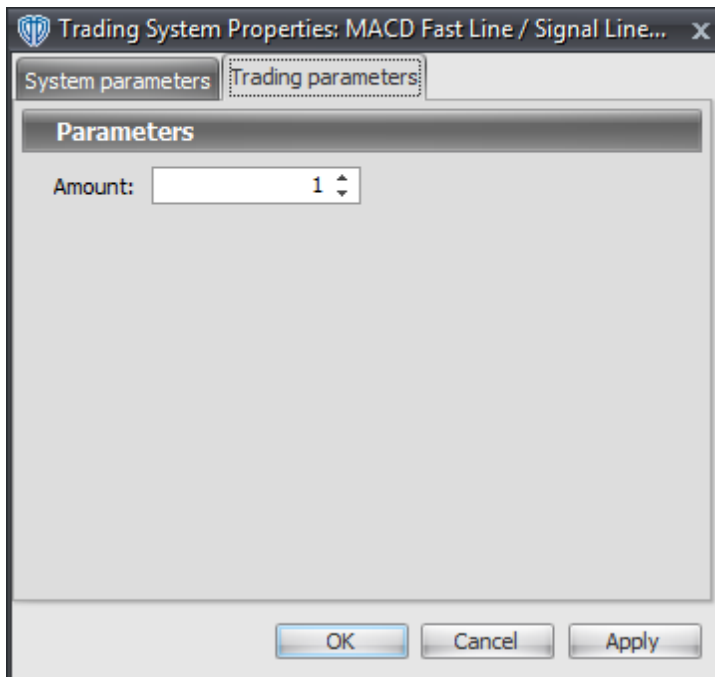 Trading System Properties: MACD Fast Line / Signal Line...
System parameters Trading parameters
Parameters
Amount: 1
OK Cancel Apply